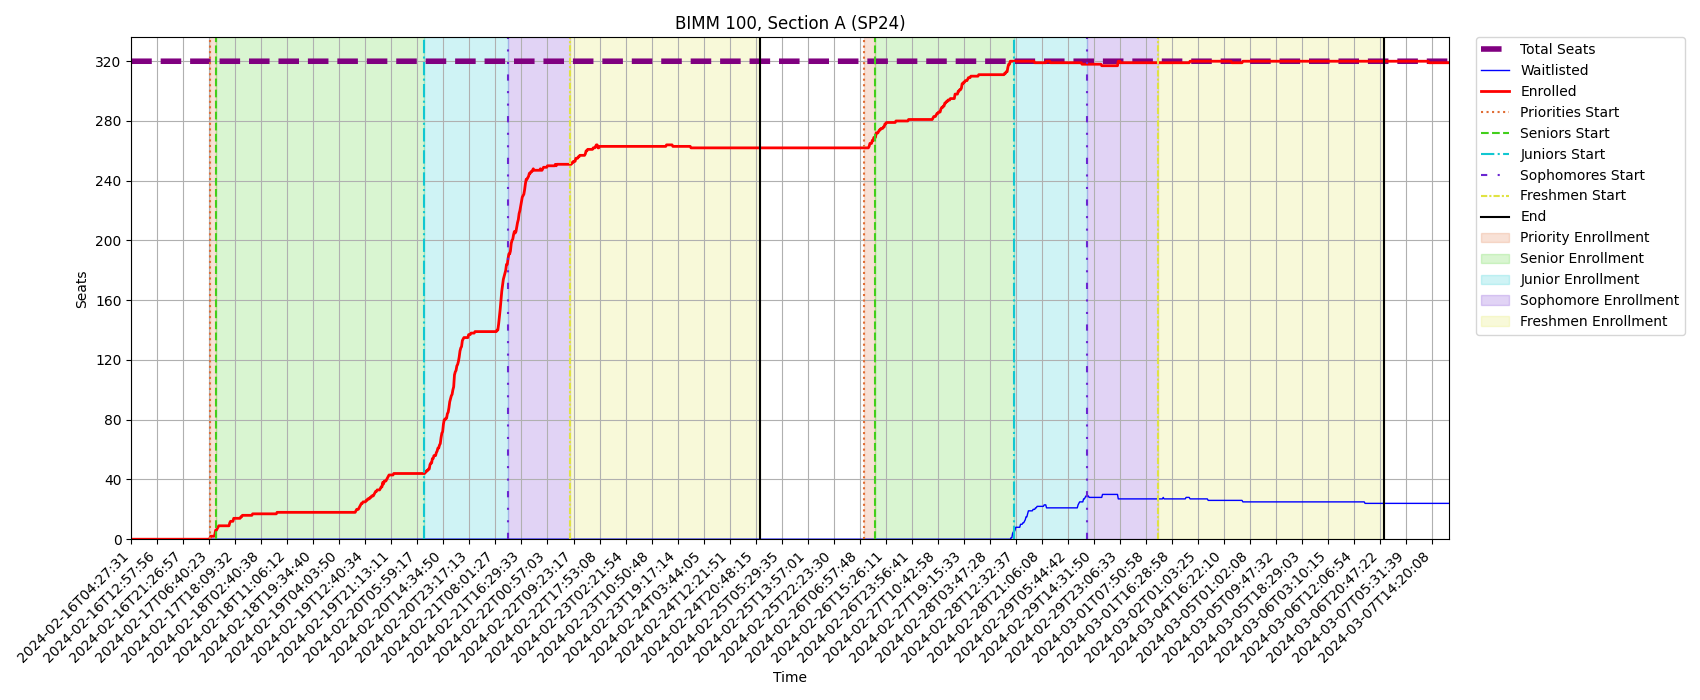 BIMM 100, Section A (SP24)
Seats
320
280
240
200
160
120
80
40
0
2024-02-16T04:27:31
2024-02-16T12:57:56
2024-02-16T21:26:57
2024-02-17T06:40:23
2024-02-17T18:09:32
2024-02-18T02:40:38
2024-02-18T11:06:12
2024-02-18T19:34:40
2024-02-19T04:03:50
2024-02-19T12:40:34
2024-02-19T21:13:11
2024-02-20T05:59:17
2024-02-20T14:34:50
2024-02-20T23:17:13
2024-02-21T08:01:27
2024-02-21T16:29:33
2024-02-22T00:57:03
2024-02-22T09:23:17
2024-02-22T17:53:08
2024-02-23T02:21:54
2024-02-23T10:50:48
2024-02-23T19:17:14
2024-02-24T03:44:05
2024-02-24T12:21:51
2024-02-24T20:48:15
2024-02-25T05:29:35
2024-02-25T13:57:01
2024-02-25T22:23:30
2024-02-26T06:57:48
2024-02-26T15:26:11
2024-02-26T23:56:41
2024-02-27T10:42:58
2024-02-27T19:15:33
2024-02-28T03:47:28
2024-02-28T12:32:37
2024-02-28T21:06:08
2024-02-29T05:44:42
2024-02-29T14:31:50
2024-02-29T23:06:33
2024-03-01T07:50:58
2024-03-01T16:28:58
2024-03-02T01:03:25
2024-03-04T16:22:10
2024-03-05T01:02:08
2024-03-05T09:47:32
2024-03-05T18:29:03
2024-03-06T03:10:15
2024-03-06T12:06:54
2024-03-06T20:47:22
2024-03-07T05:31:39
2024-03-07T14:20:08
Time
Total Seats
Waitlisted
Enrolled
Priorities Start
Seniors Start
Juniors Start
Sophomores Start
Freshmen Start
End
Priority Enrollment
Senior Enrollment
Junior Enrollment
Sophomore Enrollment
Freshmen Enrollment